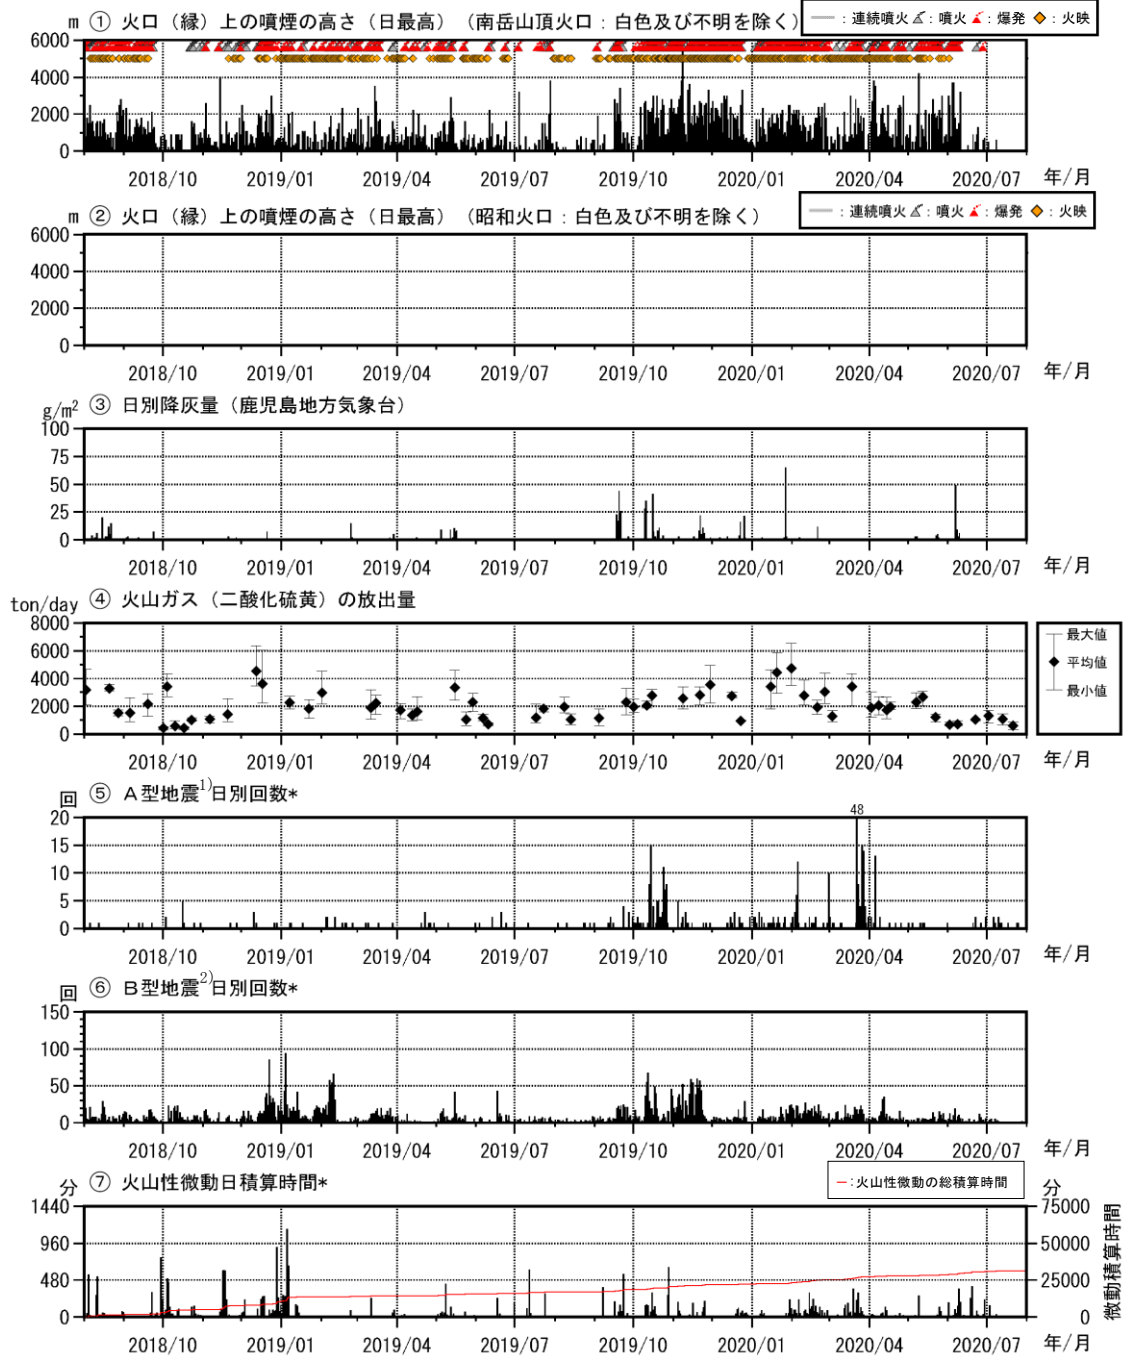 m ① 火口（縁）上の噴煙の高さ（日最高）（南岳山頂火口：白色及び不明を除く）
：連続噴火 ：噴火 ：爆発 ：火映
6000
4000
2000
0
2018/10 2019/01 2019/04 2019/07 2019/10 2020/01 2020/04 2020/07 年/月
m ② 火口（縁）上の噴煙の高さ（日最高）（昭和火口：白色及び不明を除く）
：連続噴火 ：噴火 ：爆発 ：火映
6000
4000
2000
0
2018/10 2019/01 2019/04 2019/07 2019/10 2020/01 2020/04 2020/07 年/月
g/m² ③ 日別降灰量（鹿児島地方気象台）
100
75
50
25
0
2018/10 2019/01 2019/04 2019/07 2019/10 2020/01 2020/04 2020/07 年/月
ton/day ④ 火山ガス（二酸化硫黄）の放出量
8000
6000
4000
2000
0
最大値
平均値
最小値
2018/10 2019/01 2019/04 2019/07 2019/10 2020/01 2020/04 2020/07 年/月
回 ⑤ A型地震1)日別回数*
48
20
15
10
5
0
2018/10 2019/01 2019/04 2019/07 2019/10 2020/01 2020/04 2020/07 年/月
回 ⑥ B型地震2)日別回数*
150
100
50
0
2018/10 2019/01 2019/04 2019/07 2019/10 2020/01 2020/04 2020/07 年/月
分 ⑦ 火山性微動日積算時間*
—:火山性微動の総積算時間
分
1440 75000
960 50000
480 25000
0 0
微動積算時間
2018/10 2019/01 2019/04 2019/07 2019/10 2020/01 2020/04 2020/07 年/月